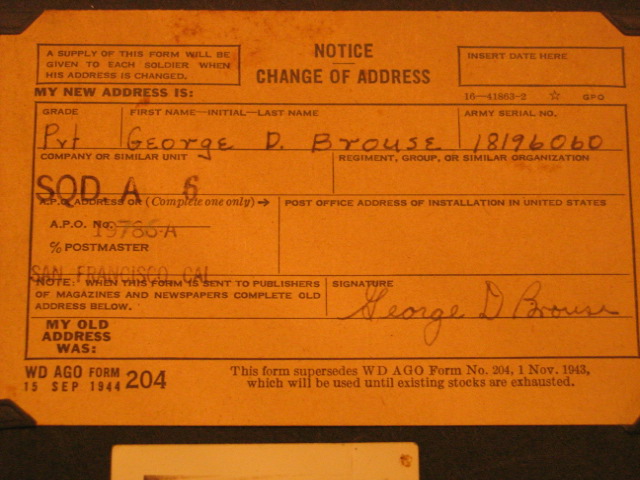 A SUPPLY OF THIS FORM WILL BE
GIVEN TO EACH SOLDIER WHEN
HIS ADDRESS IS CHANGED.
NOTICE
CHANGE OF ADDRESS
INSERT DATE HERE
MY NEW ADDRESS IS:
16—41863-2 ☆ GPO
GRADE
FIRST NAME—INITIAL—LAST NAME
ARMY SERIAL NO.
Pvt
George D. Brouse
18196060
COMPANY OR SIMILAR UNIT
REGIMENT, GROUP, OR SIMILAR ORGANIZATION
SQD A 6
A.P.O. ADDRESS OR (Complete one only) →
POST OFFICE ADDRESS OF INSTALLATION IN UNITED STATES
A.P.O. No.
19786-A
% POSTMASTER
SAN FRANCISCO CAL
NOTE: WHEN THIS FORM IS SENT TO PUBLISHERS
OF MAGAZINES AND NEWSPAPERS COMPLETE OLD
ADDRESS BELOW.
SIGNATURE
George D Brouse
MY OLD
ADDRESS
WAS:
WD AGO FORM 204
15 SEP 1944
This form supersedes WD AGO Form No. 204, 1 Nov. 1943,
which will be used until existing stocks are exhausted.